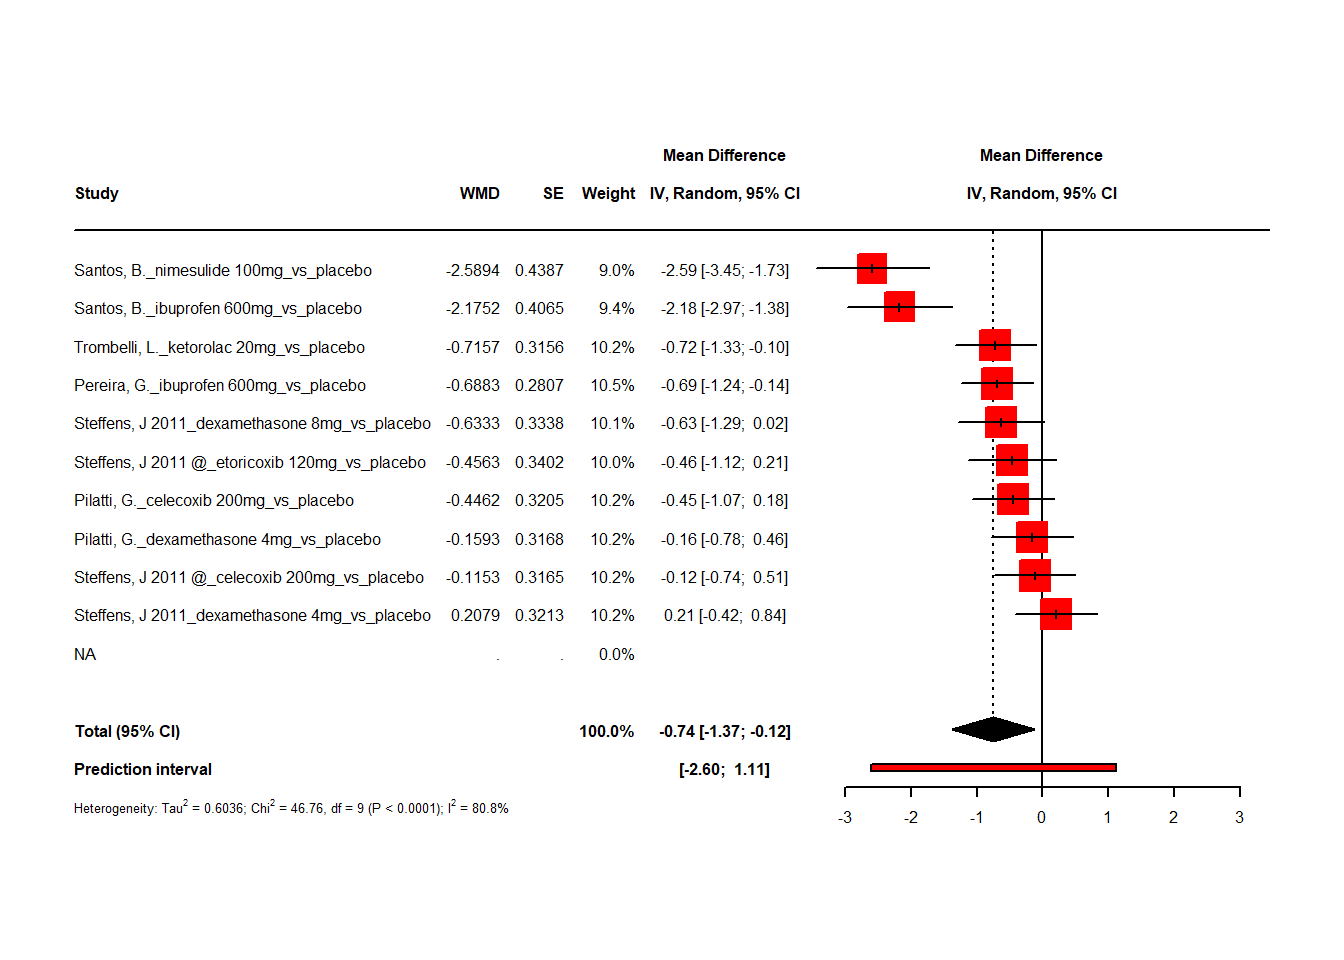 Mean Difference Mean Difference
Study WMD SE Weight IV, Random, 95% CI IV, Random, 95% CI
Santos, B._nimesulide 100mg_vs_placebo -2.5894 0.4387 9.0% -2.59 [-3.45; -1.73]
Santos, B._ibuprofen 600mg_vs_placebo -2.1752 0.4065 9.4% -2.18 [-2.97; -1.38]
Trombelli, L._ketorolac 20mg_vs_placebo -0.7157 0.3156 10.2% -0.72 [-1.33; -0.10]
Pereira, G._ibuprofen 600mg_vs_placebo -0.6883 0.2807 10.5% -0.69 [-1.24; -0.14]
Steffens, J 2011_dexamethasone 8mg_vs_placebo -0.6333 0.3338 10.1% -0.63 [-1.29; 0.02]
Steffens, J 2011 @_etoricoxib 120mg_vs_placebo -0.4563 0.3402 10.0% -0.46 [-1.12; 0.21]
Pilatti, G._celecoxib 200mg_vs_placebo -0.4462 0.3205 10.2% -0.45 [-1.07; 0.18]
Pilatti, G._dexamethasone 4mg_vs_placebo -0.1593 0.3168 10.2% -0.16 [-0.78; 0.46]
Steffens, J 2011 @_celecoxib 200mg_vs_placebo -0.1153 0.3165 10.2% -0.12 [-0.74; 0.51]
Steffens, J 2011_dexamethasone 4mg_vs_placebo 0.2079 0.3213 10.2% 0.21 [-0.42; 0.84]
NA . . 0.0%
Total (95% CI) 100.0% -0.74 [-1.37; -0.12]
Prediction interval [-2.60; 1.11]
Heterogeneity: Tau² = 0.6036; Chi² = 46.76, df = 9 (P < 0.0001); I² = 80.8%
-3 -2 -1 0 1 2 3